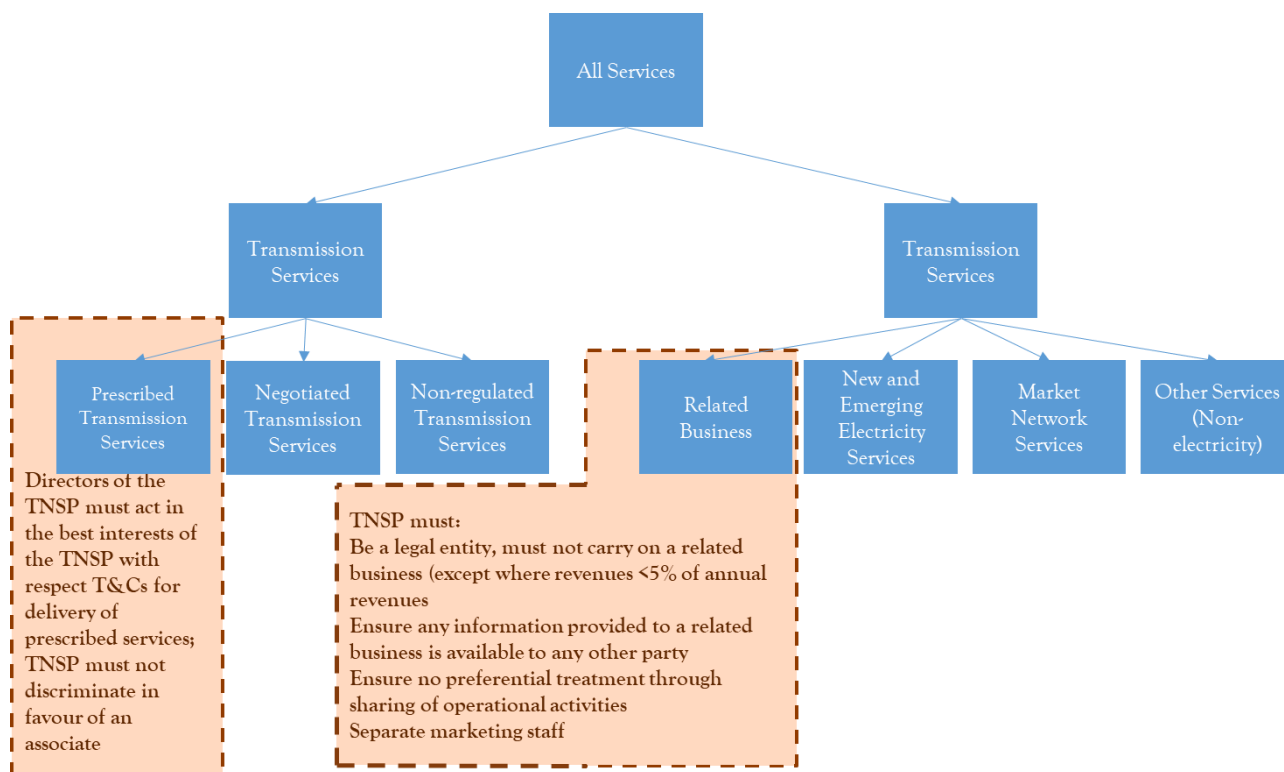 All Services
Transmission
Services
Transmission
Services
Prescribed
Transmission
Services
Negotiated
Transmission
Services
Non-regulated
Transmission
Services
Related
Business
New and
Emerging
Electricity
Services
Market
Network
Services
Other Services
(Non-
electricity)
Directors of the
TNSP must act in
the best interests of
the TNSP with
respect T&Cs for
delivery of
prescribed services;
TNSP must not
discriminate in
favour of an
associate
TNSP must:
Be a legal entity, must not carry on a related
business (except where revenues <5% of annual
revenues
Ensure any information provided to a related
business is available to any other party
Ensure no preferential treatment through
sharing of operational activities
Separate marketing staff